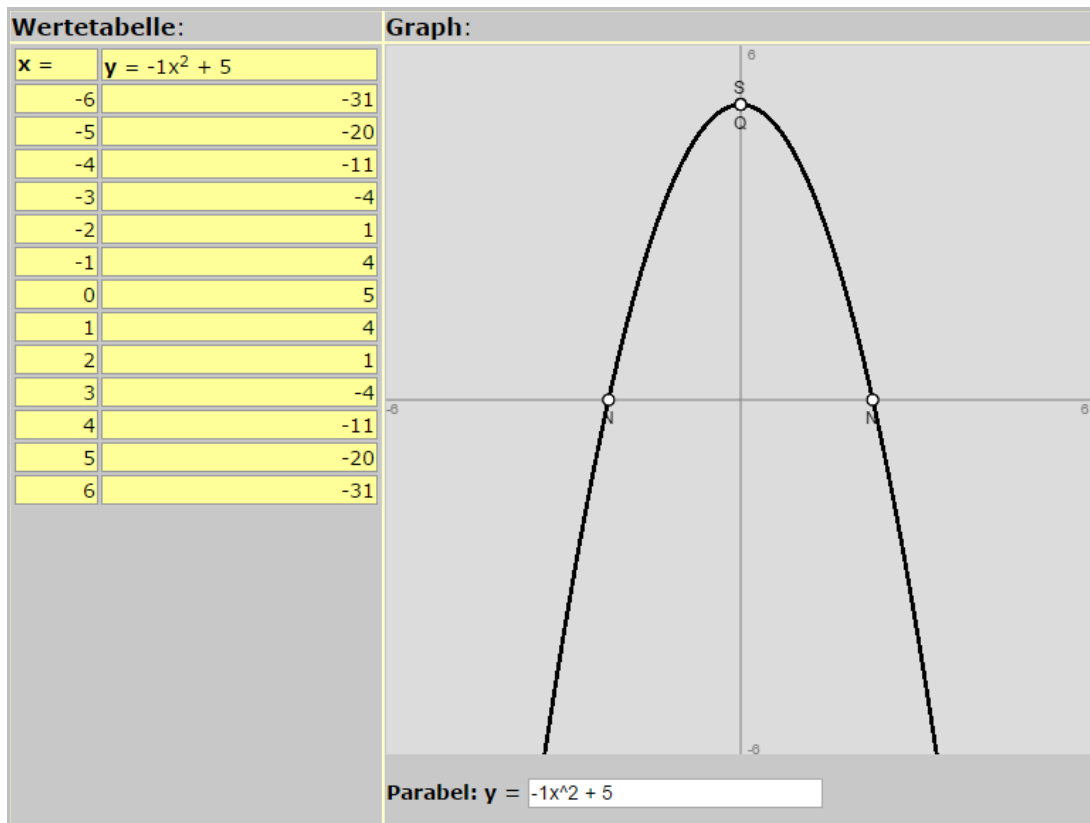 Wertetabelle:
x =	y = -1x² + 5
-6	-31
-5	-20
-4	-11
-3	-4
-2	1
-1	4
0	5
1	4
2	1
3	-4
4	-11
5	-20
6	-31
Graph:
6
S
Q
-6
6
N
N
-6
Parabel: y = -1x^2 + 5